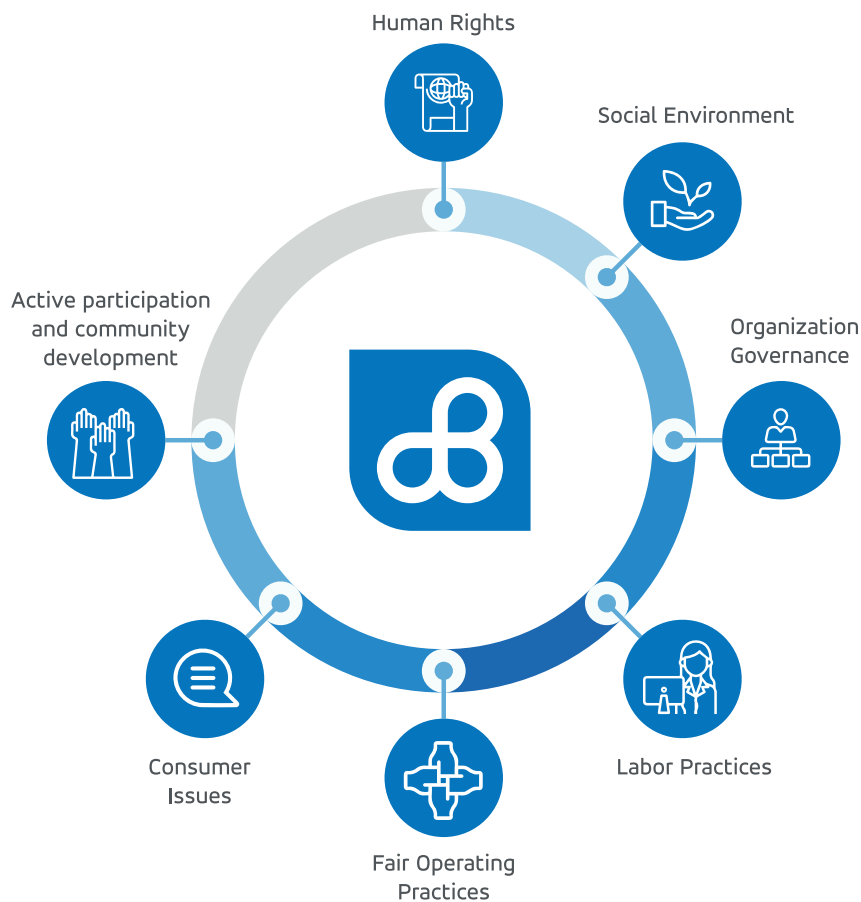 Human Rights
Social Environment
Organization
Governance
Labor Practices
Fair Operating
Practices
Consumer
Issues
Active participation
and community
development